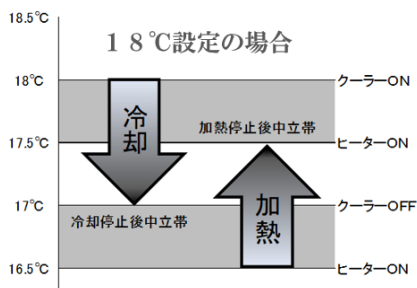 18.5℃
18℃設定の場合
18℃
クーラーON
冷却
加熱停止後中立帯
17.5℃
ヒーターON
17℃
クーラーOFF
冷却停止後中立帯
加熱
16.5℃
ヒーターON